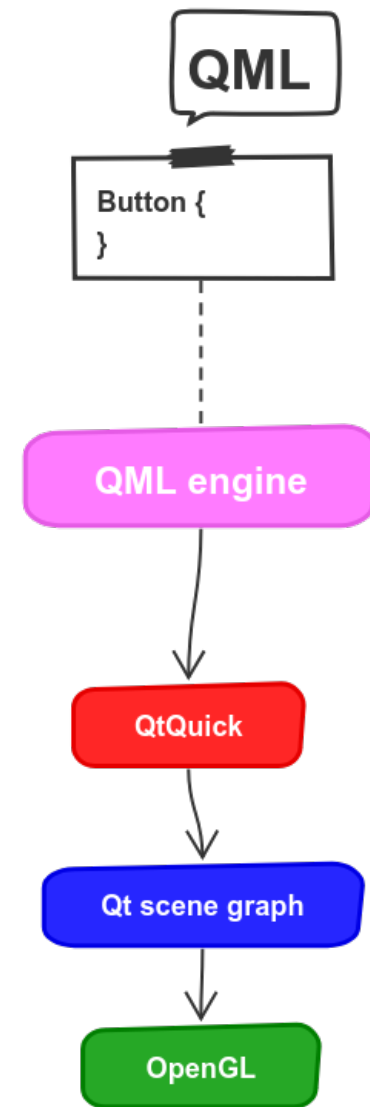 QML
Button {
}
QML engine
QtQuick
Qt scene graph
OpenGL